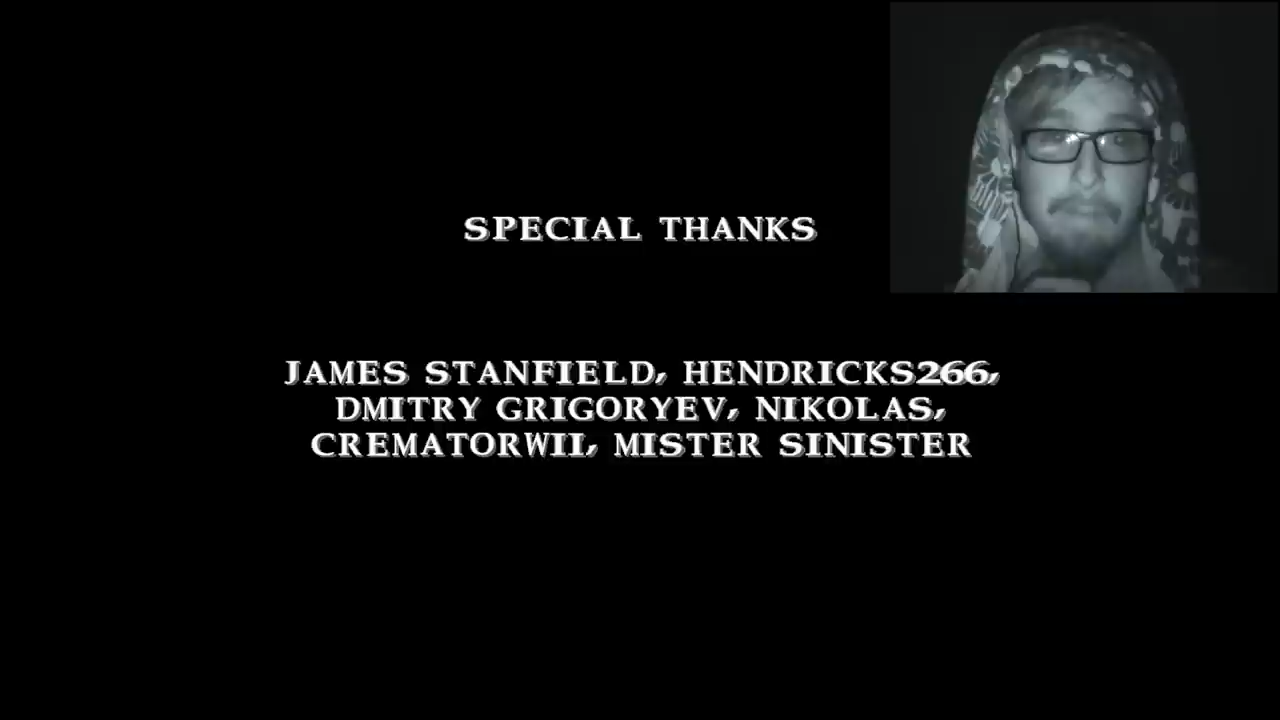 SPECIAL THANKS
JAMES STANFIELD, HENDRICKS266,
DMITRY GRIGORYEV, NIKOLAS,
CREMATORWII, MISTER SINISTER